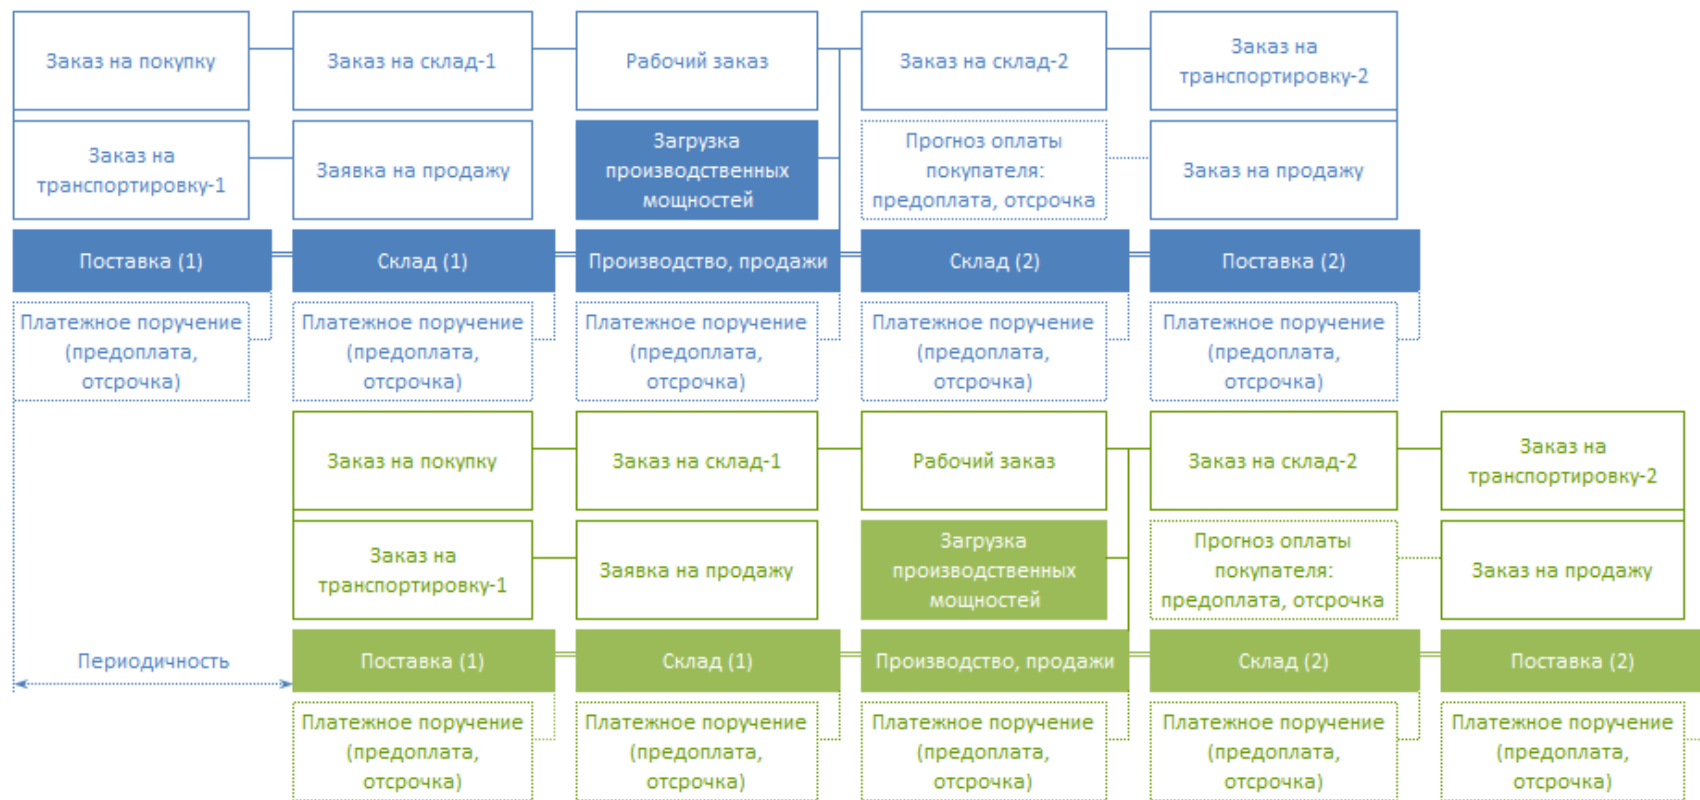 Заказ на покупку
Заказ на склад-1
Рабочий заказ
Заказ на склад-2
Заказ на
транспортировку-2
Заказ на
транспортировку-1
Заявка на продажу
Загрузка
производственных
мощностей
Прогноз оплаты
покупателя:
предоплата, отсрочка
Заказ на продажу
Поставка (1)
Склад (1)
Производство, продажи
Склад (2)
Поставка (2)
Платежное поручение
(предоплата,
отсрочка)
Платежное поручение
(предоплата,
отсрочка)
Платежное поручение
(предоплата,
отсрочка)
Платежное поручение
(предоплата,
отсрочка)
Платежное поручение
(предоплата,
отсрочка)
Заказ на покупку
Заказ на склад-1
Рабочий заказ
Заказ на склад-2
Заказ на
транспортировку-2
Заказ на
транспортировку-1
Заявка на продажу
Загрузка
производственных
мощностей
Прогноз оплаты
покупателя:
предоплата, отсрочка
Заказ на продажу
Периодичность
Поставка (1)
Склад (1)
Производство, продажи
Склад (2)
Поставка (2)
Платежное поручение
(предоплата,
отсрочка)
Платежное поручение
(предоплата,
отсрочка)
Платежное поручение
(предоплата,
отсрочка)
Платежное поручение
(предоплата,
отсрочка)
Платежное поручение
(предоплата,
отсрочка)